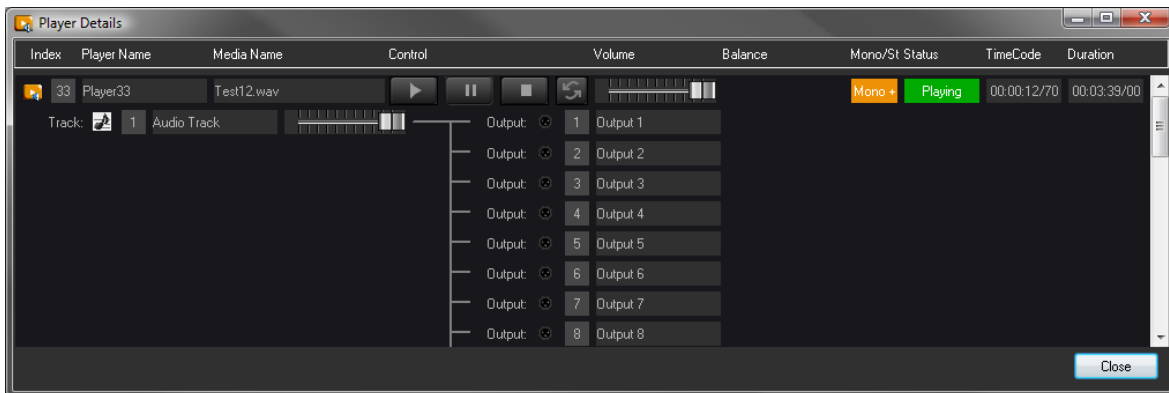 Player Details
Index Player Name Media Name Control Volume Balance Mono/St Status TimeCode Duration
33 Player33 Test12.wav Mono + Playing 00:00:12/70 00:03:39/00
Track: 1 Audio Track Output: 1 Output 1
Output: 2 Output 2
Output: 3 Output 3
Output: 4 Output 4
Output: 5 Output 5
Output: 6 Output 6
Output: 7 Output 7
Output: 8 Output 8
Close